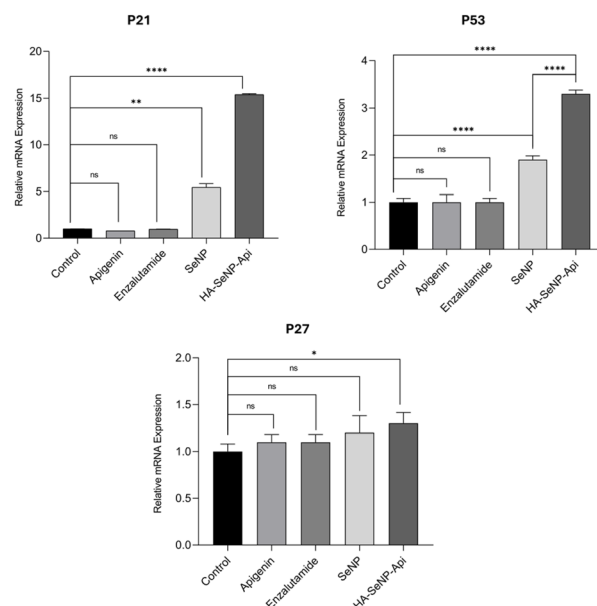 P21
Relative mRNA Expression
20
15
10
5
0
****
**
ns
ns
Control
Apigenin
Enzalutamide
SeNP
HA-SeNP-Api
P53
Relative mRNA Expression
4
3
2
1
0
****
****
****
ns
ns
Control
Apigenin
Enzalutamide
SeNP
HA-SeNP-Api
P27
Relative mRNA Expression
2.0
1.5
1.0
0.5
0.0
*
ns
ns
ns
Control
Apigenin
Enzalutamide
SeNP
HA-SeNP-Api